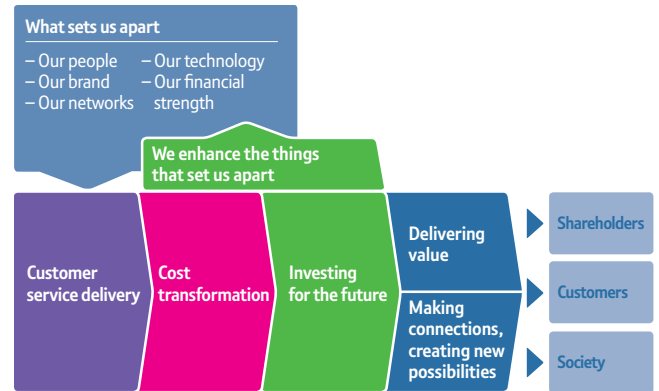 What sets us apart
– Our people
– Our brand
– Our networks
– Our technology
– Our financial
strength
We enhance the things
that set us apart
Customer
service delivery
Cost
transformation
Investing
for the future
Delivering
value
Making
connections,
creating new
possibilities
Shareholders
Customers
Society